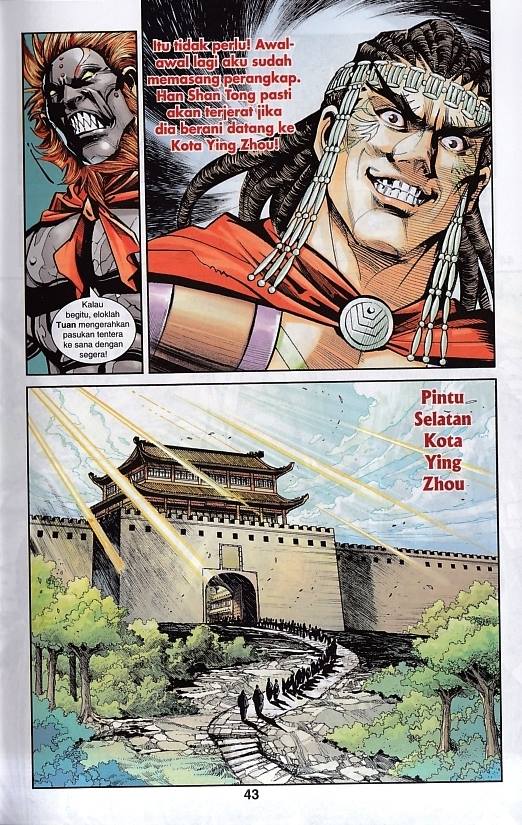 Kalau
begitu, eloklah
Tuan mengerahkan
pasukan tentera
ke sana dengan
segera!
Itu tidak perlu! Awal-
awal lagi aku sudah
memasang perangkap.
Han Shan Tong pasti
akan terjerat jika
dia berani datang ke
Kota Ying Zhou!
Pintu
Selatan
Kota
Ying
Zhou
43